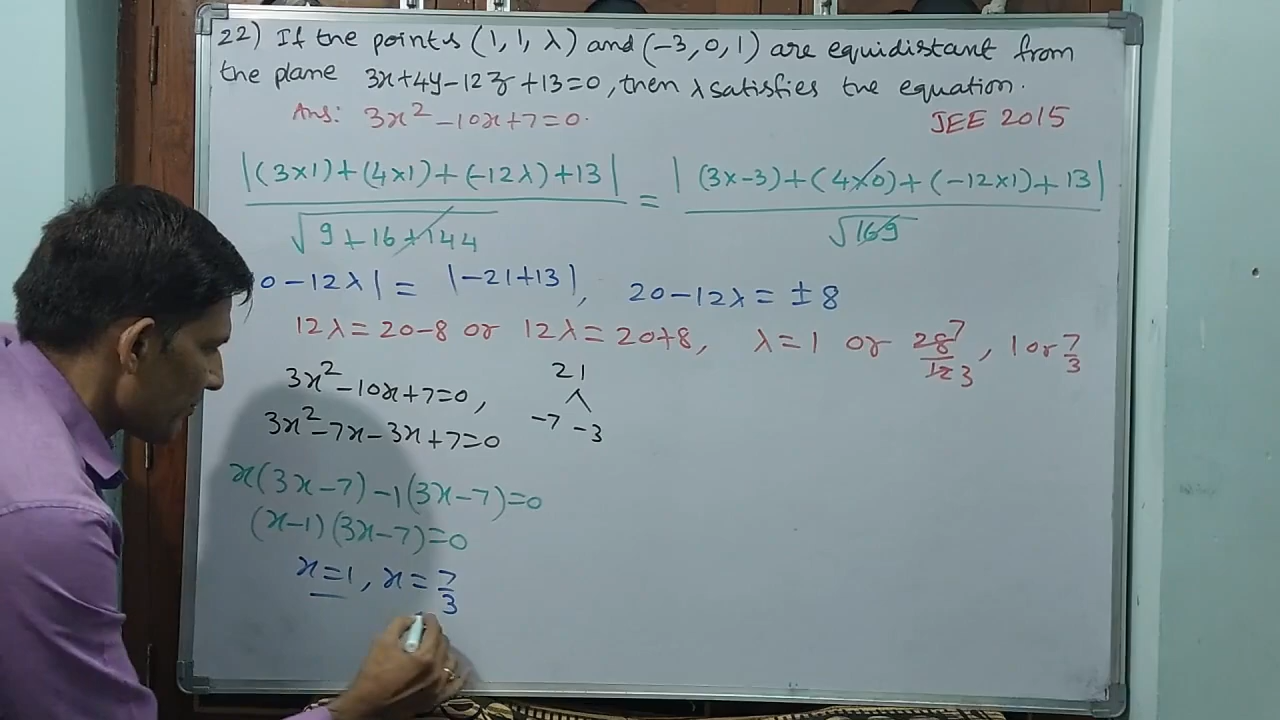 22) If the points (1, 1, λ) and (-3, 0, 1) are equidistant from
the plane 3x+4y-12z+13=0, then λ satisfies the equation.
Ans: 3x²-10x+7=0. JEE 2015
|(3×1)+(4×1)+(-12λ)+13| / √9+16+144 = |(3×-3)+(4×0)+(-12×1)+13| / √169
0-12λ| = |-21+13|, 20-12λ = ±8
12λ=20-8 or 12λ=20+8, λ=1 or 28/12 7/3, 1 or 7/3
3x²-10x+7=0, 21
3x²-7x-3x+7=0 -7 -3
x(3x-7)-1(3x-7)=0
(x-1)(3x-7)=0
x=1, x=7/3